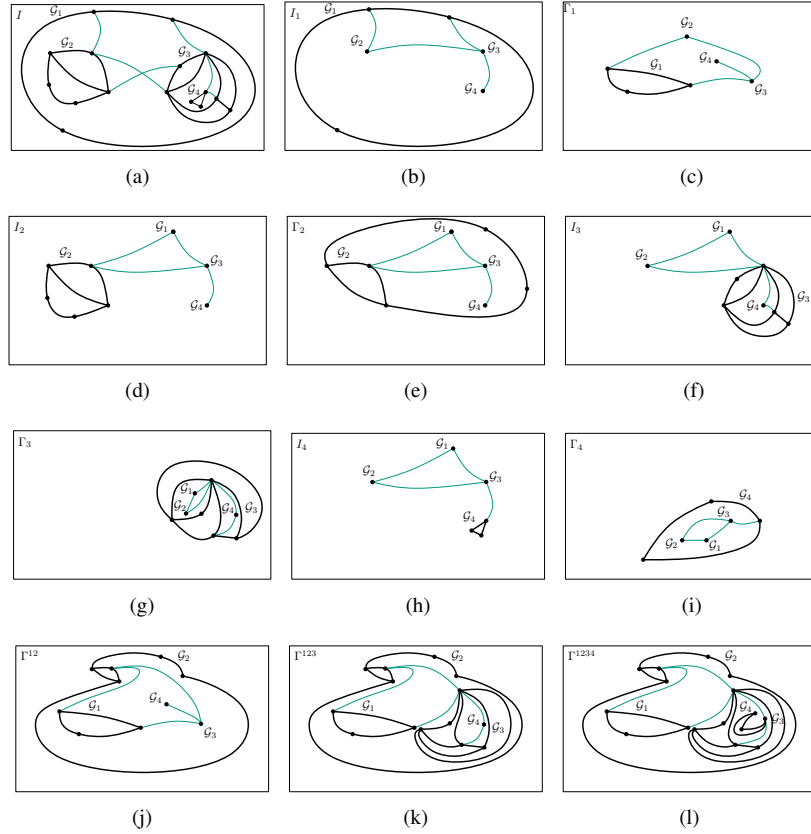 I
𝒢₁
𝒢₂
𝒢₃
𝒢₄
(a)
I₁
𝒢₁
𝒢₂
𝒢₃
𝒢₄
(b)
Γ₁
𝒢₂
𝒢₄
𝒢₁
𝒢₃
(c)
I₂
𝒢₁
𝒢₂
𝒢₃
𝒢₄
(d)
Γ₂
𝒢₁
𝒢₂
𝒢₃
𝒢₄
(e)
I₃
𝒢₁
𝒢₂
𝒢₃
𝒢₄
(f)
Γ₃
𝒢₁
𝒢₂
𝒢₄
𝒢₃
(g)
I₄
𝒢₁
𝒢₂
𝒢₃
𝒢₄
(h)
Γ₄
𝒢₄
𝒢₃
𝒢₂
𝒢₁
(i)
Γ¹²
𝒢₂
𝒢₄
𝒢₁
𝒢₃
(j)
Γ¹²³
𝒢₂
𝒢₁
𝒢₄
𝒢₃
(k)
Γ¹²³⁴
𝒢₂
𝒢₁
𝒢₄
𝒢₃
(l)